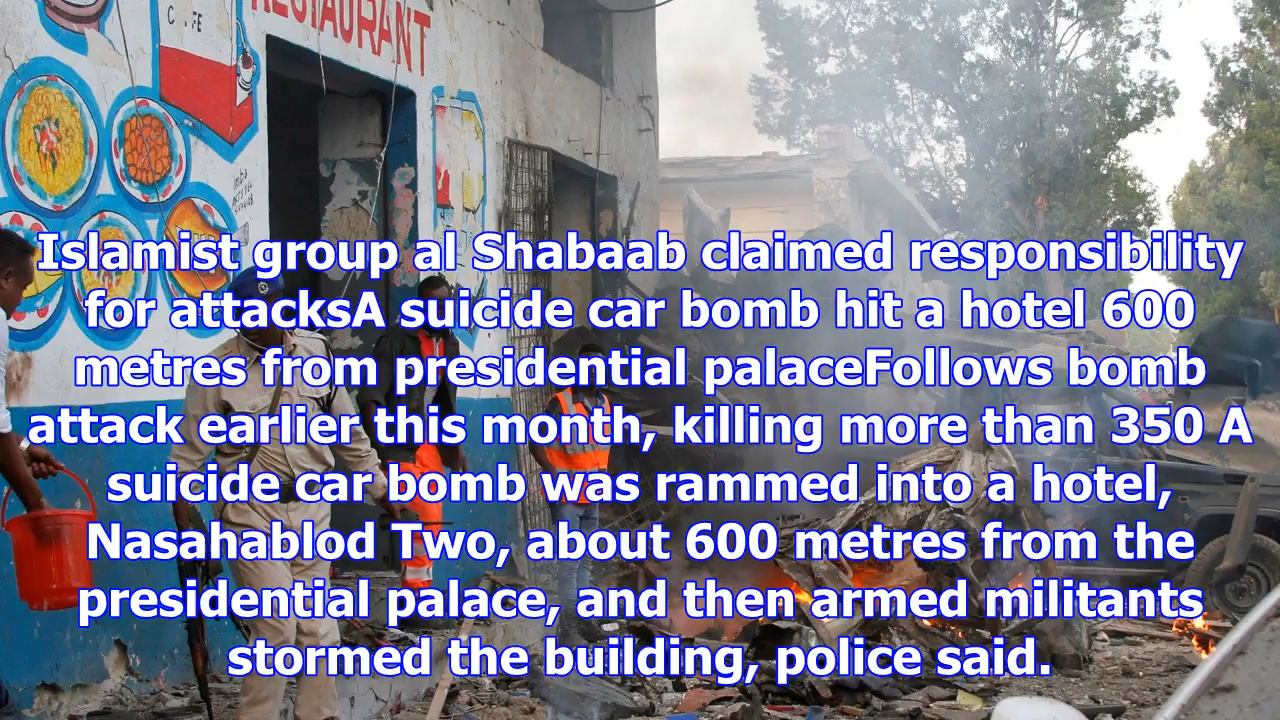 RESTAURANT
CAFE
Islamist group al Shabaab claimed responsibility
for attacksA suicide car bomb hit a hotel 600
metres from presidential palaceFollows bomb
attack earlier this month, killing more than 350 A
suicide car bomb was rammed into a hotel,
Nasahablod Two, about 600 metres from the
presidential palace, and then armed militants
stormed the building, police said.